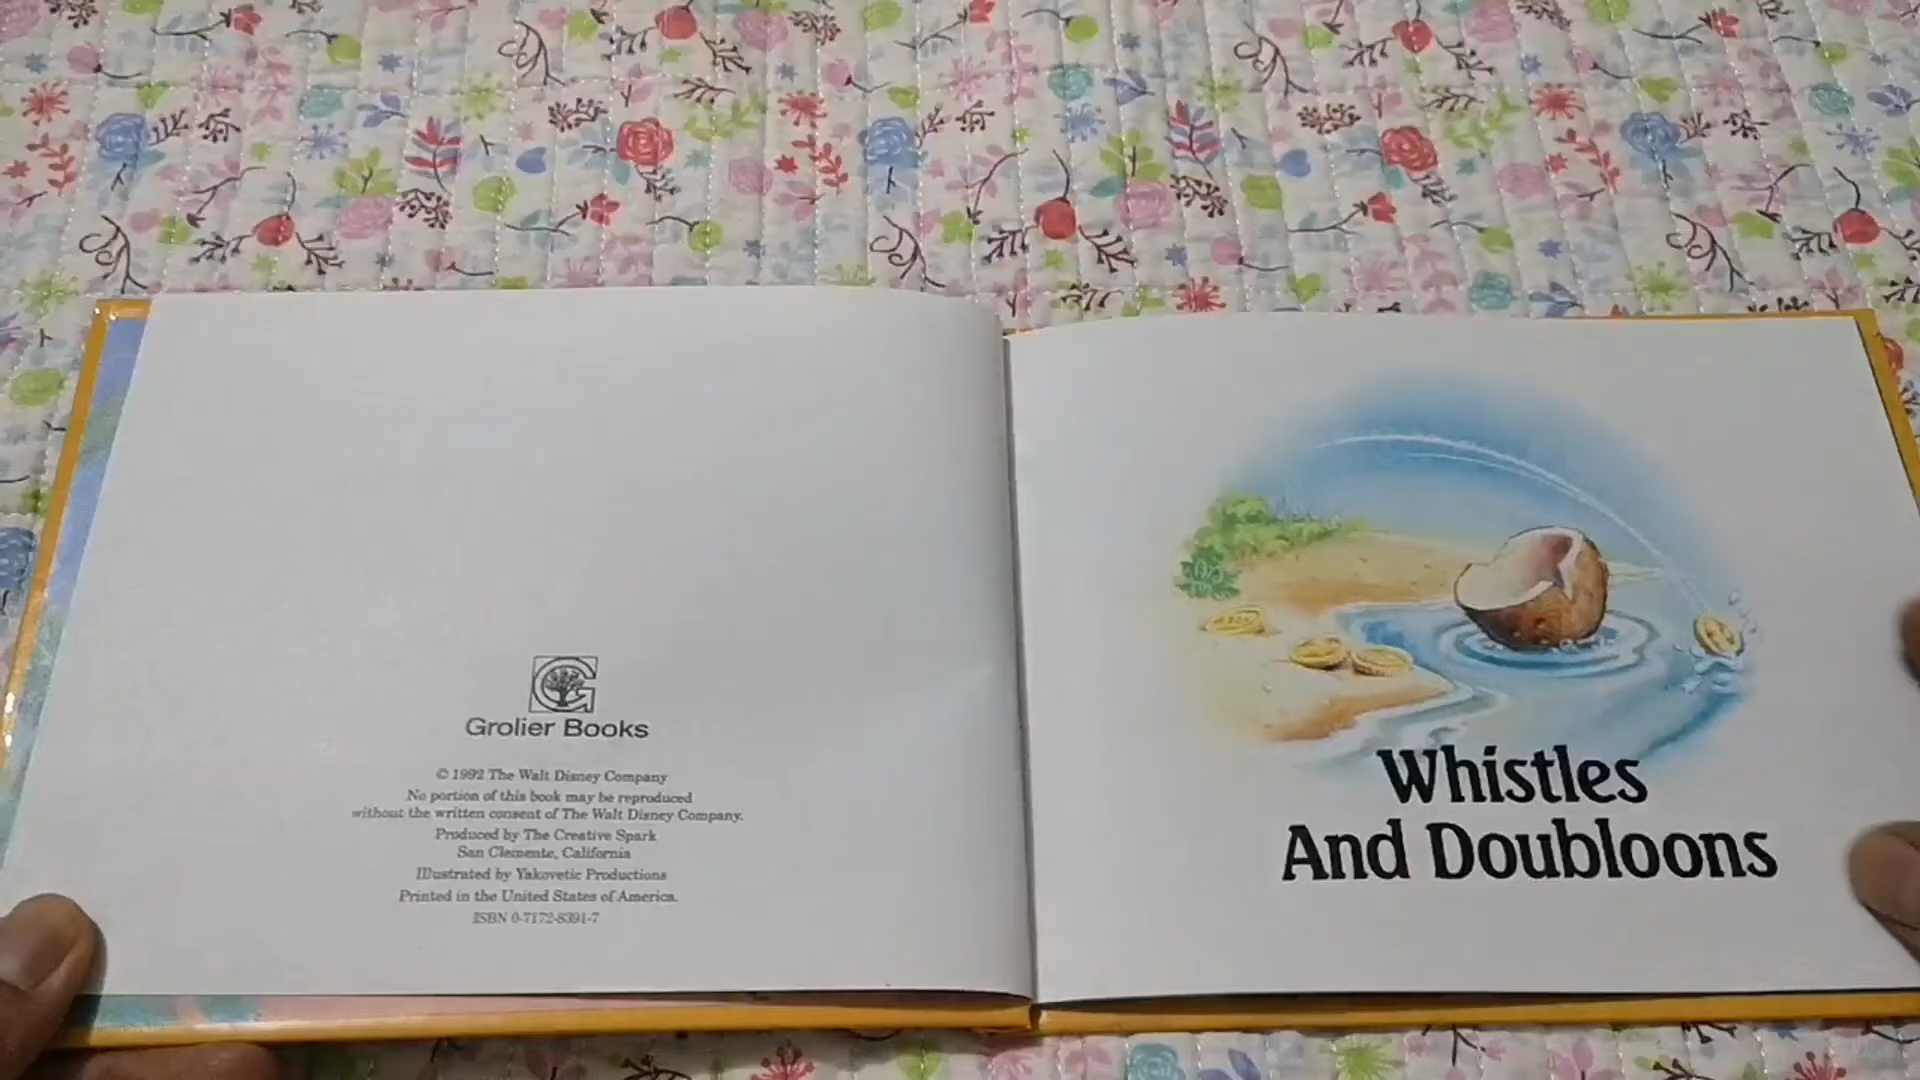 Grolier Books
© 1992 The Walt Disney Company
No portion of this book may be reproduced
without the written consent of The Walt Disney Company.
Produced by The Creative Spark
San Clemente, California
Illustrated by Yakovetic Productions
Printed in the United States of America.
ISBN 0-7172-8391-7
Whistles
And Doubloons